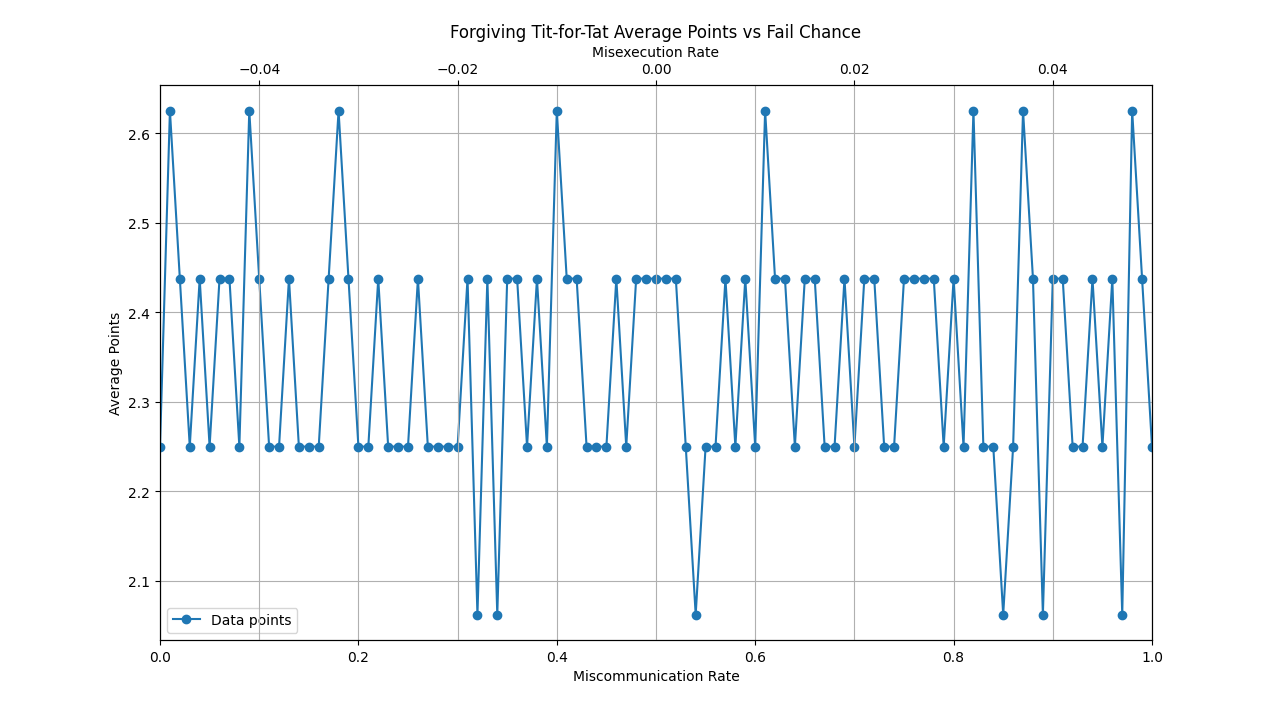 Forgiving Tit-for-Tat Average Points vs Fail Chance
Misexecution Rate
−0.04 −0.02 0.00 0.02 0.04
2.6
2.5
2.4
2.3
2.2
2.1
Average Points
Data points
0.0 0.2 0.4 0.6 0.8 1.0
Miscommunication Rate